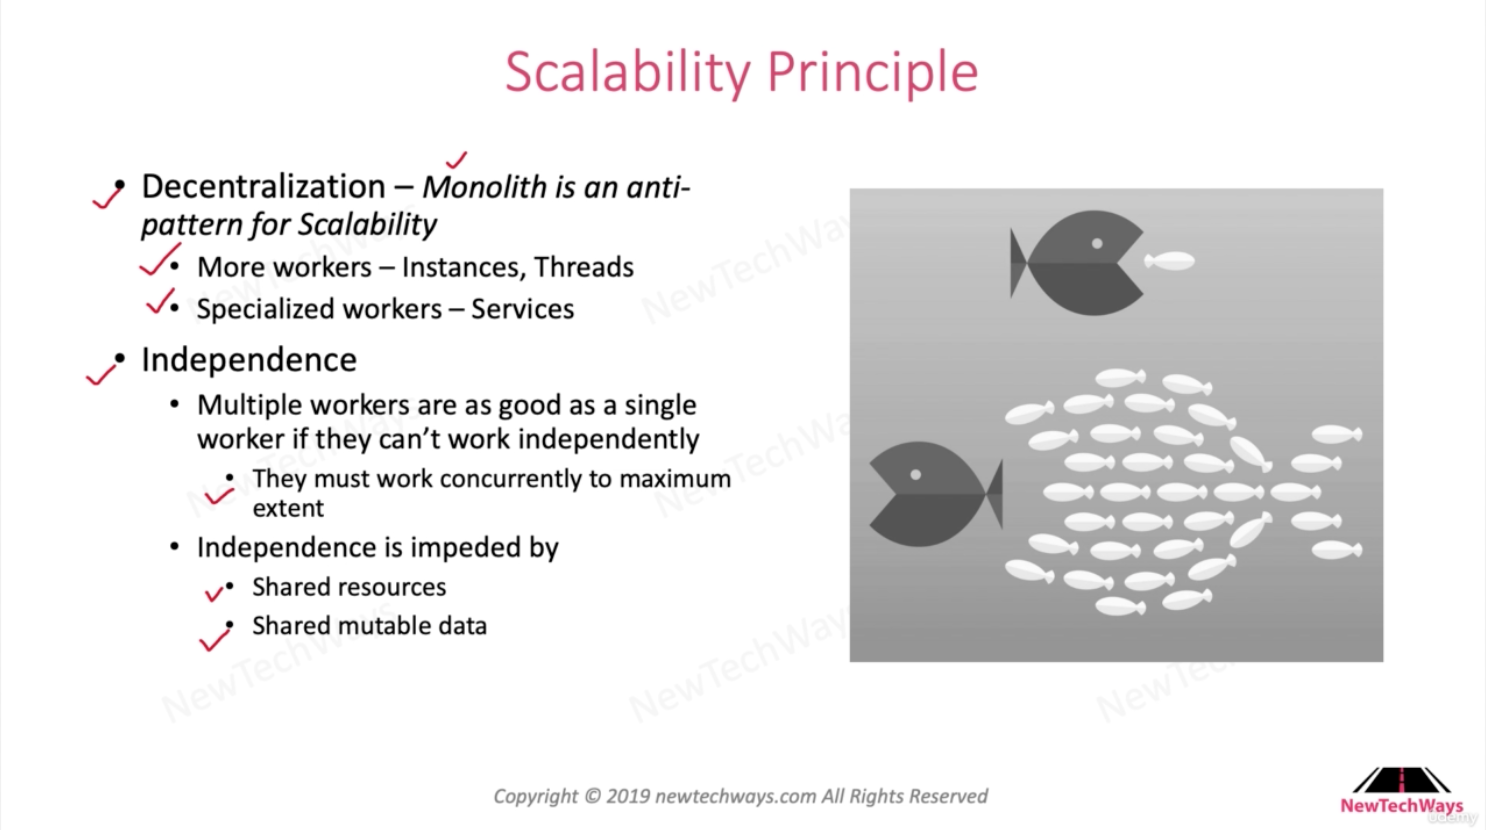 Scalability Principle
• Decentralization – Monolith is an anti-
pattern for Scalability
• More workers – Instances, Threads
• Specialized workers – Services
• Independence
• Multiple workers are as good as a single
worker if they can’t work independently
• They must work concurrently to maximum
extent
• Independence is impeded by
• Shared resources
• Shared mutable data
NewTechWays
NewTechWays
NewTechWays
NewTechWays
NewTechWays
NewTechWays
Copyright © 2019 newtechways.com All Rights Reserved
NewTechWays
udemy